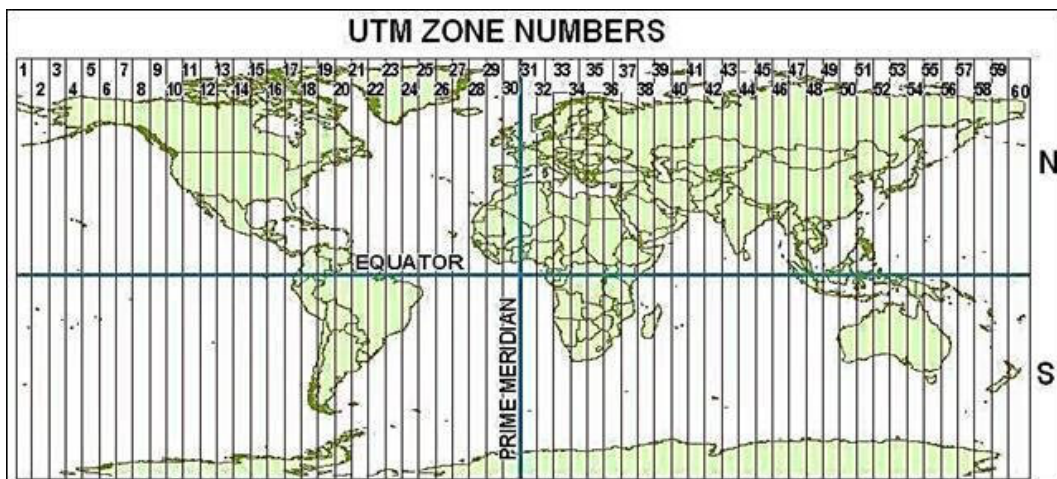 UTM ZONE NUMBERS
1 3 5 7 9 11 13 15 17 19 21 23 25 27 29 31 33 35 37 39 41 43 45 47 49 51 53 55 57 59
2 4 6 8 10 12 14 16 18 20 22 24 26 28 30 32 34 36 38 40 42 44 46 48 50 52 54 56 58 60
N
EQUATOR
PRIME MERIDIAN
S